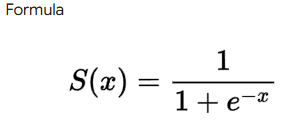 Formula
S(x) = 1 / (1 + e^{-x})